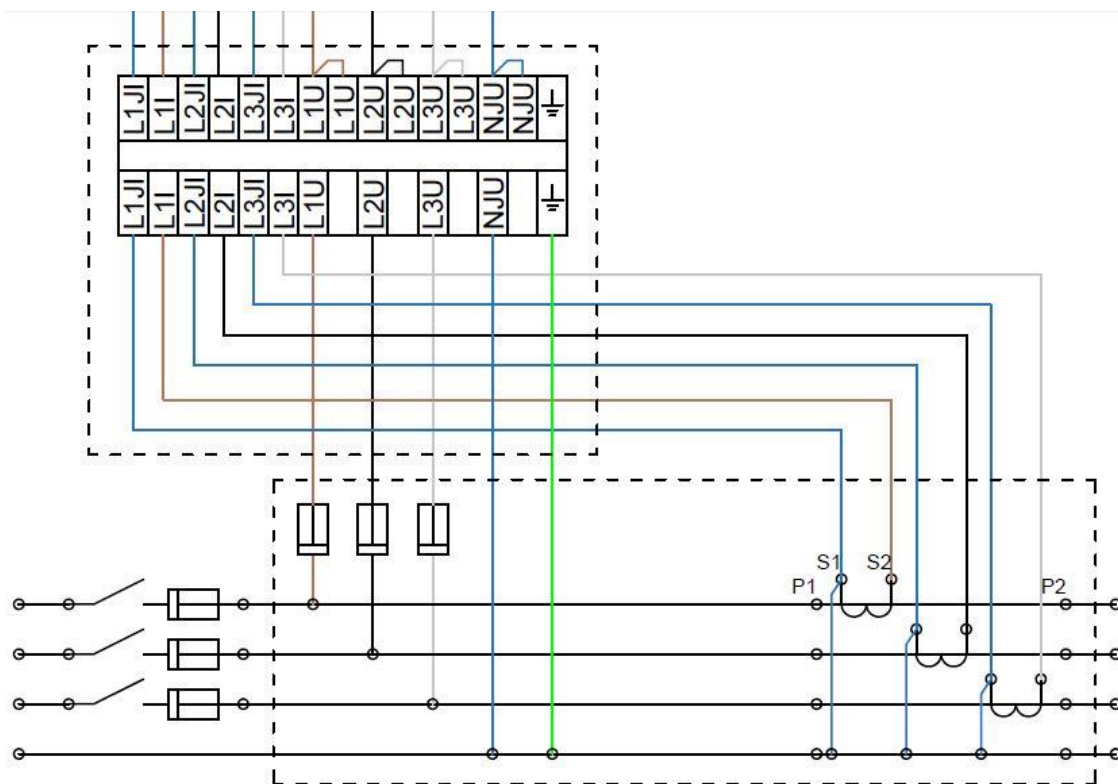 L1JI L1I L2JI L2I L3JI L3I L1U L1U L2U L2U L3U L3U NJU NJU
L1JI L1I L2JI L2I L3JI L3I L1U L2U L3U NJU
S1 S2
P1 P2